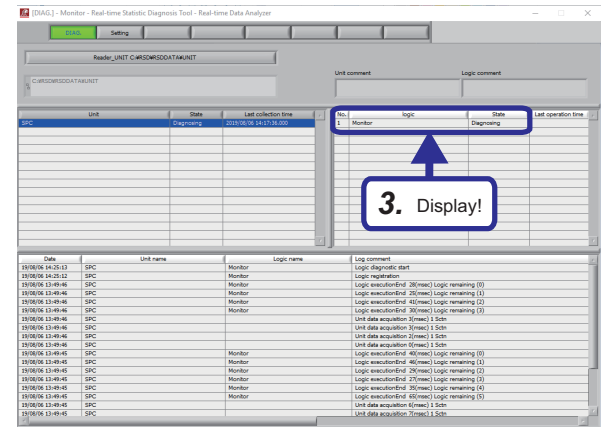 [DIAG.] - Monitor - Real-time Statistic Diagnosis Tool - Real-time Data Analyzer
DIAG. Setting
Reader_UNIT C:¥RSD¥RSDDATA¥UNIT
Unit comment Logic comment
C:¥RSD¥RSDDATA¥UNIT
Unit State Last collection time
SPC Diagnosing 2019/08/06 14:17:36.000
No. logic State Last operation time
1 Monitor Diagnosing
3. Display!
Date Unit name Logic name Log comment
19/08/06 14:25:13 SPC Monitor Logic diagnostic start
19/08/06 14:25:12 SPC Monitor Logic registration
19/08/06 13:49:46 SPC Monitor Logic executionEnd 28(msec) Logic remaining (0)
19/08/06 13:49:46 SPC Monitor Logic executionEnd 25(msec) Logic remaining (1)
19/08/06 13:49:46 SPC Monitor Logic executionEnd 41(msec) Logic remaining (2)
19/08/06 13:49:46 SPC Monitor Logic executionEnd 30(msec) Logic remaining (3)
19/08/06 13:49:46 SPC Unit data acquisition 3(msec) 1 Sctn
19/08/06 13:49:46 SPC Unit data acquisition 1(msec) 1 Sctn
19/08/06 13:49:46 SPC Unit data acquisition 2(msec) 1 Sctn
19/08/06 13:49:46 SPC Unit data acquisition 0(msec) 1 Sctn
19/08/06 13:49:45 SPC Monitor Logic executionEnd 40(msec) Logic remaining (0)
19/08/06 13:49:45 SPC Monitor Logic executionEnd 46(msec) Logic remaining (1)
19/08/06 13:49:45 SPC Monitor Logic executionEnd 29(msec) Logic remaining (2)
19/08/06 13:49:45 SPC Monitor Logic executionEnd 27(msec) Logic remaining (3)
19/08/06 13:49:45 SPC Monitor Logic executionEnd 35(msec) Logic remaining (4)
19/08/06 13:49:45 SPC Monitor Logic executionEnd 65(msec) Logic remaining (5)
19/08/06 13:49:45 SPC Unit data acquisition 6(msec) 1 Sctn
19/08/06 13:49:45 SPC Unit data acquisition 7(msec) 1 Sctn